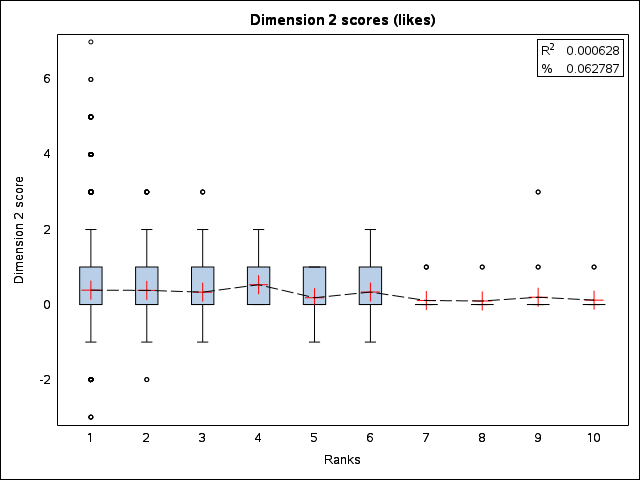 Dimension 2 scores (likes)
R² 0.000628
% 0.062787
6
4
2
0
-2
Dimension 2 score
1 2 3 4 5 6 7 8 9 10
Ranks